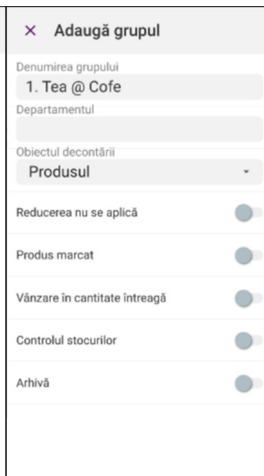 × Adaugă grupul
Denumirea grupului
1. Tea @ Cofe
Departamentul
Obiectul decontării
Produsul
Reducerea nu se aplică
Produs marcat
Vânzare în cantitate întreagă
Controlul stocurilor
Arhivă